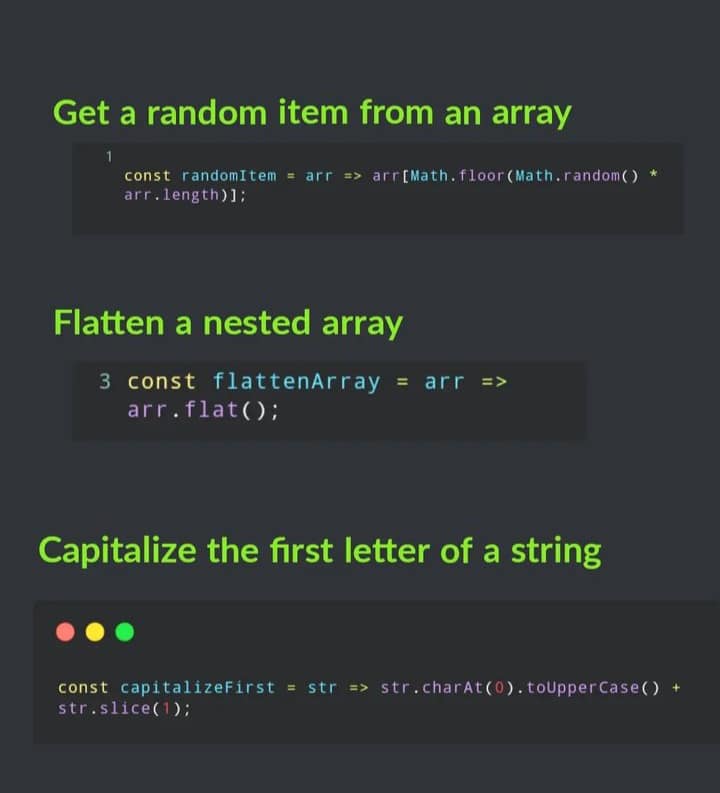 Get a random item from an array
1
const randomItem = arr => arr[Math.floor(Math.random() *
arr.length)];
Flatten a nested array
3 const flattenArray = arr =>
arr.flat();
Capitalize the first letter of a string
const capitalizeFirst = str => str.charAt(0).toUpperCase() +
str.slice(1);